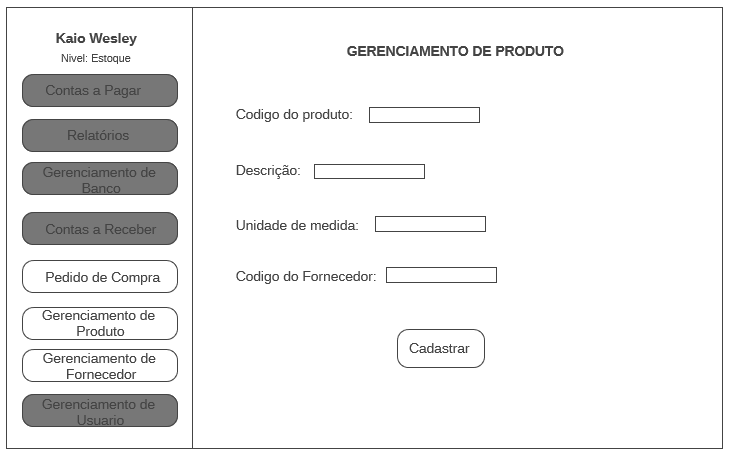 Kaio Wesley
Nivel: Estoque
Contas a Pagar
Relatórios
Gerenciamento de
Banco
Contas a Receber
Pedido de Compra
Gerenciamento de
Produto
Gerenciamento de
Fornecedor
Gerenciamento de
Usuario
GERENCIAMENTO DE PRODUTO
Codigo do produto:
Descrição:
Unidade de medida:
Codigo do Fornecedor:
Cadastrar